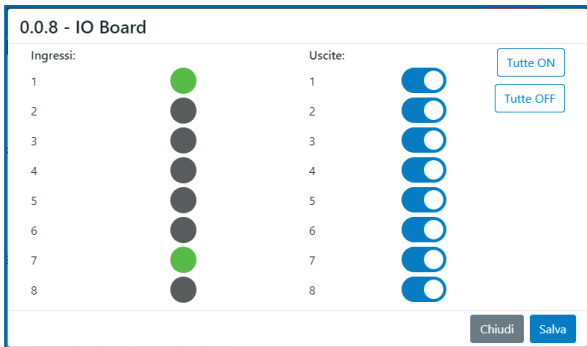 0.0.8 - IO Board
Ingressi: Uscite:
Tutte ON
1 1
Tutte OFF
2 2
3 3
4 4
5 5
6 6
7 7
8 8
Chiudi Salva